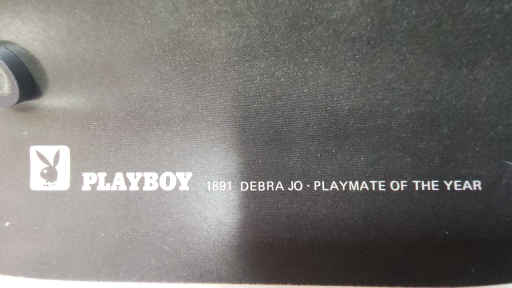 PLAYBOY 1891 DEBRA JO · PLAYMATE OF THE YEAR